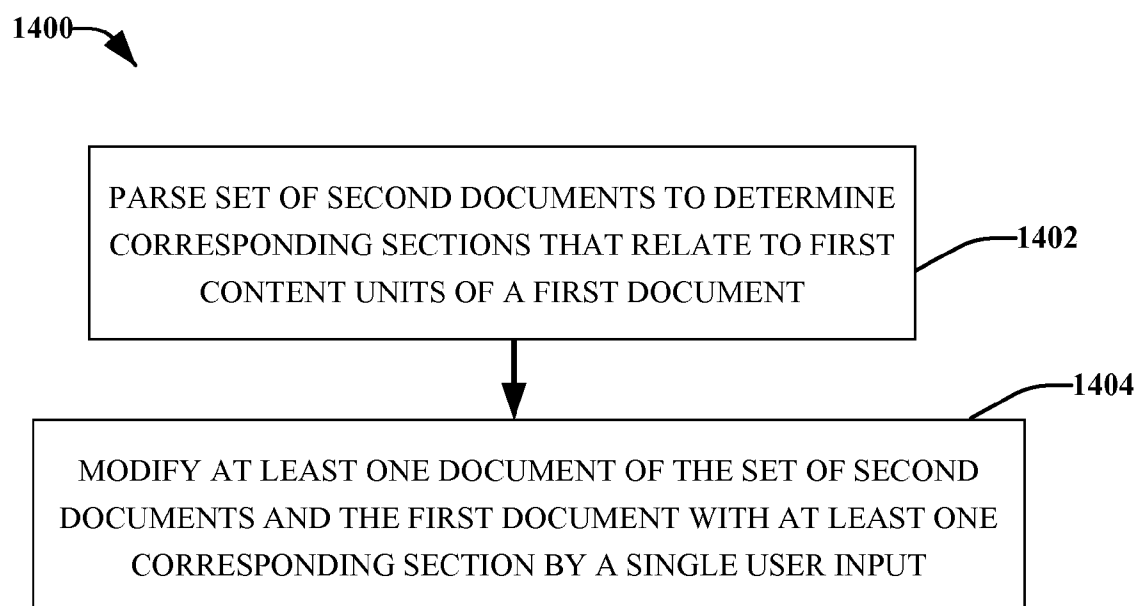 1400
PARSE SET OF SECOND DOCUMENTS TO DETERMINE
CORRESPONDING SECTIONS THAT RELATE TO FIRST
CONTENT UNITS OF A FIRST DOCUMENT
1402
1404
MODIFY AT LEAST ONE DOCUMENT OF THE SET OF SECOND
DOCUMENTS AND THE FIRST DOCUMENT WITH AT LEAST ONE
CORRESPONDING SECTION BY A SINGLE USER INPUT